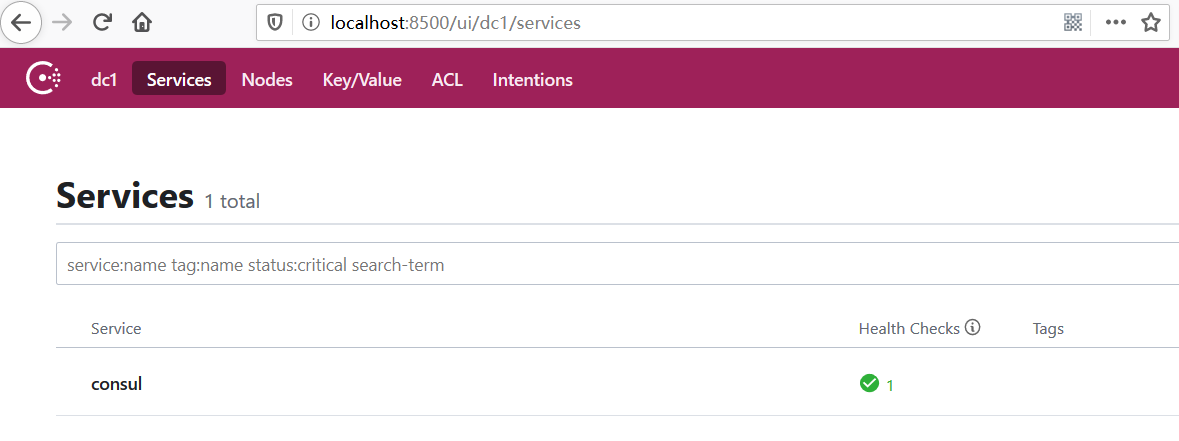 localhost:8500/ui/dc1/services
dc1 Services Nodes Key/Value ACL Intentions
Services 1 total
service:name tag:name status:critical search-term
Service Health Checks Tags
consul 1